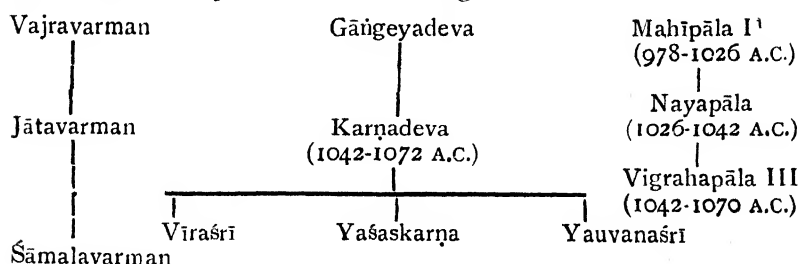 Vajravarman Gāṅgeyadeva Mahīpāla I¹
(978-1026 A.C.)
Nayapāla
Jātavarman Karṇadeva (1026-1042 A.C.)
(1042-1072 A.C.)
Vigrahapāla III
(1042-1070 A.C.)
Vīraśrī Yaśaskarṇa Yauvanaśrī
Śāmalavarman